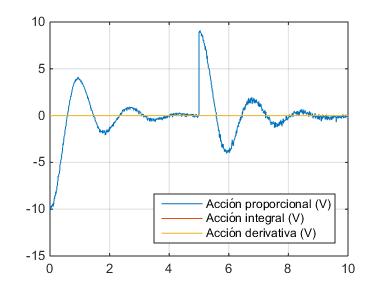 10
5
0
-5
-10
-15
0 2 4 6 8 10
Acción proporcional (V)
Acción integral (V)
Acción derivativa (V)